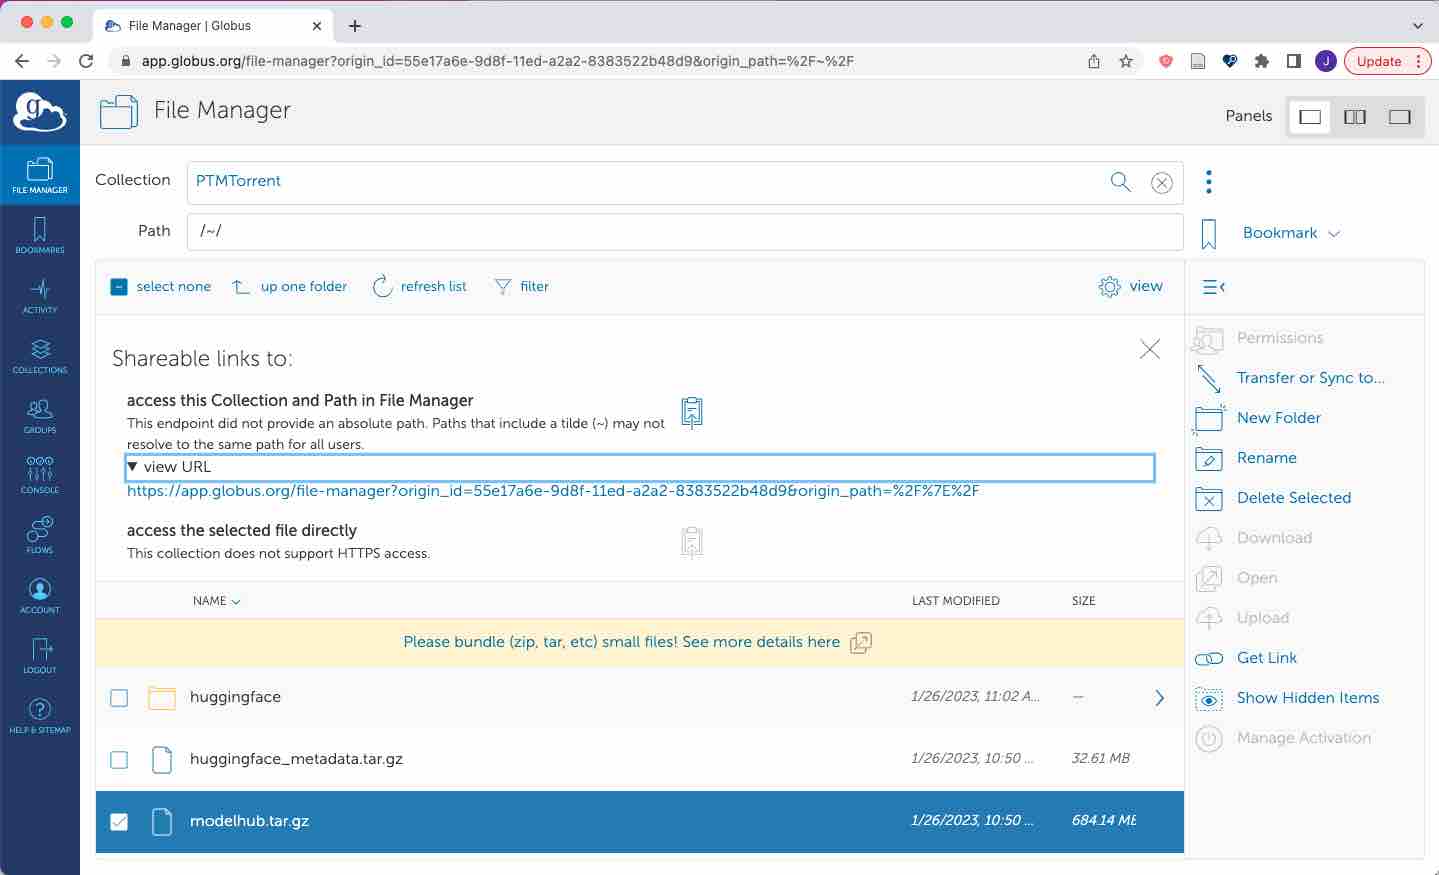 File Manager | Globus
app.globus.org/file-manager?origin_id=55e17a6e-9d8f-11ed-a2a2-8383522b48d9&origin_path=%2F~%2F
J
Update
g
File Manager
Panels
FILE MANAGER
BOOKMARKS
ACTIVITY
COLLECTIONS
GROUPS
CONSOLE
FLOWS
ACCOUNT
LOGOUT
HELP & SITEMAP
Collection
PTMTorrent
Path
/~/
Bookmark
select none
up one folder
refresh list
filter
view
Shareable links to:
access this Collection and Path in File Manager
This endpoint did not provide an absolute path. Paths that include a tilde (~) may not
resolve to the same path for all users.
view URL
https://app.globus.org/file-manager?origin_id=55e17a6e-9d8f-11ed-a2a2-8383522b48d9&origin_path=%2F%7E%2F
access the selected file directly
This collection does not support HTTPS access.
NAME
LAST MODIFIED
SIZE
Please bundle (zip, tar, etc) small files! See more details here
huggingface
1/26/2023, 11:02 A...
—
huggingface_metadata.tar.gz
1/26/2023, 10:50 ...
32.61 MB
modelhub.tar.gz
1/26/2023, 10:50 ...
684.14 MB
Permissions
Transfer or Sync to...
New Folder
Rename
Delete Selected
Download
Open
Upload
Get Link
Show Hidden Items
Manage Activation